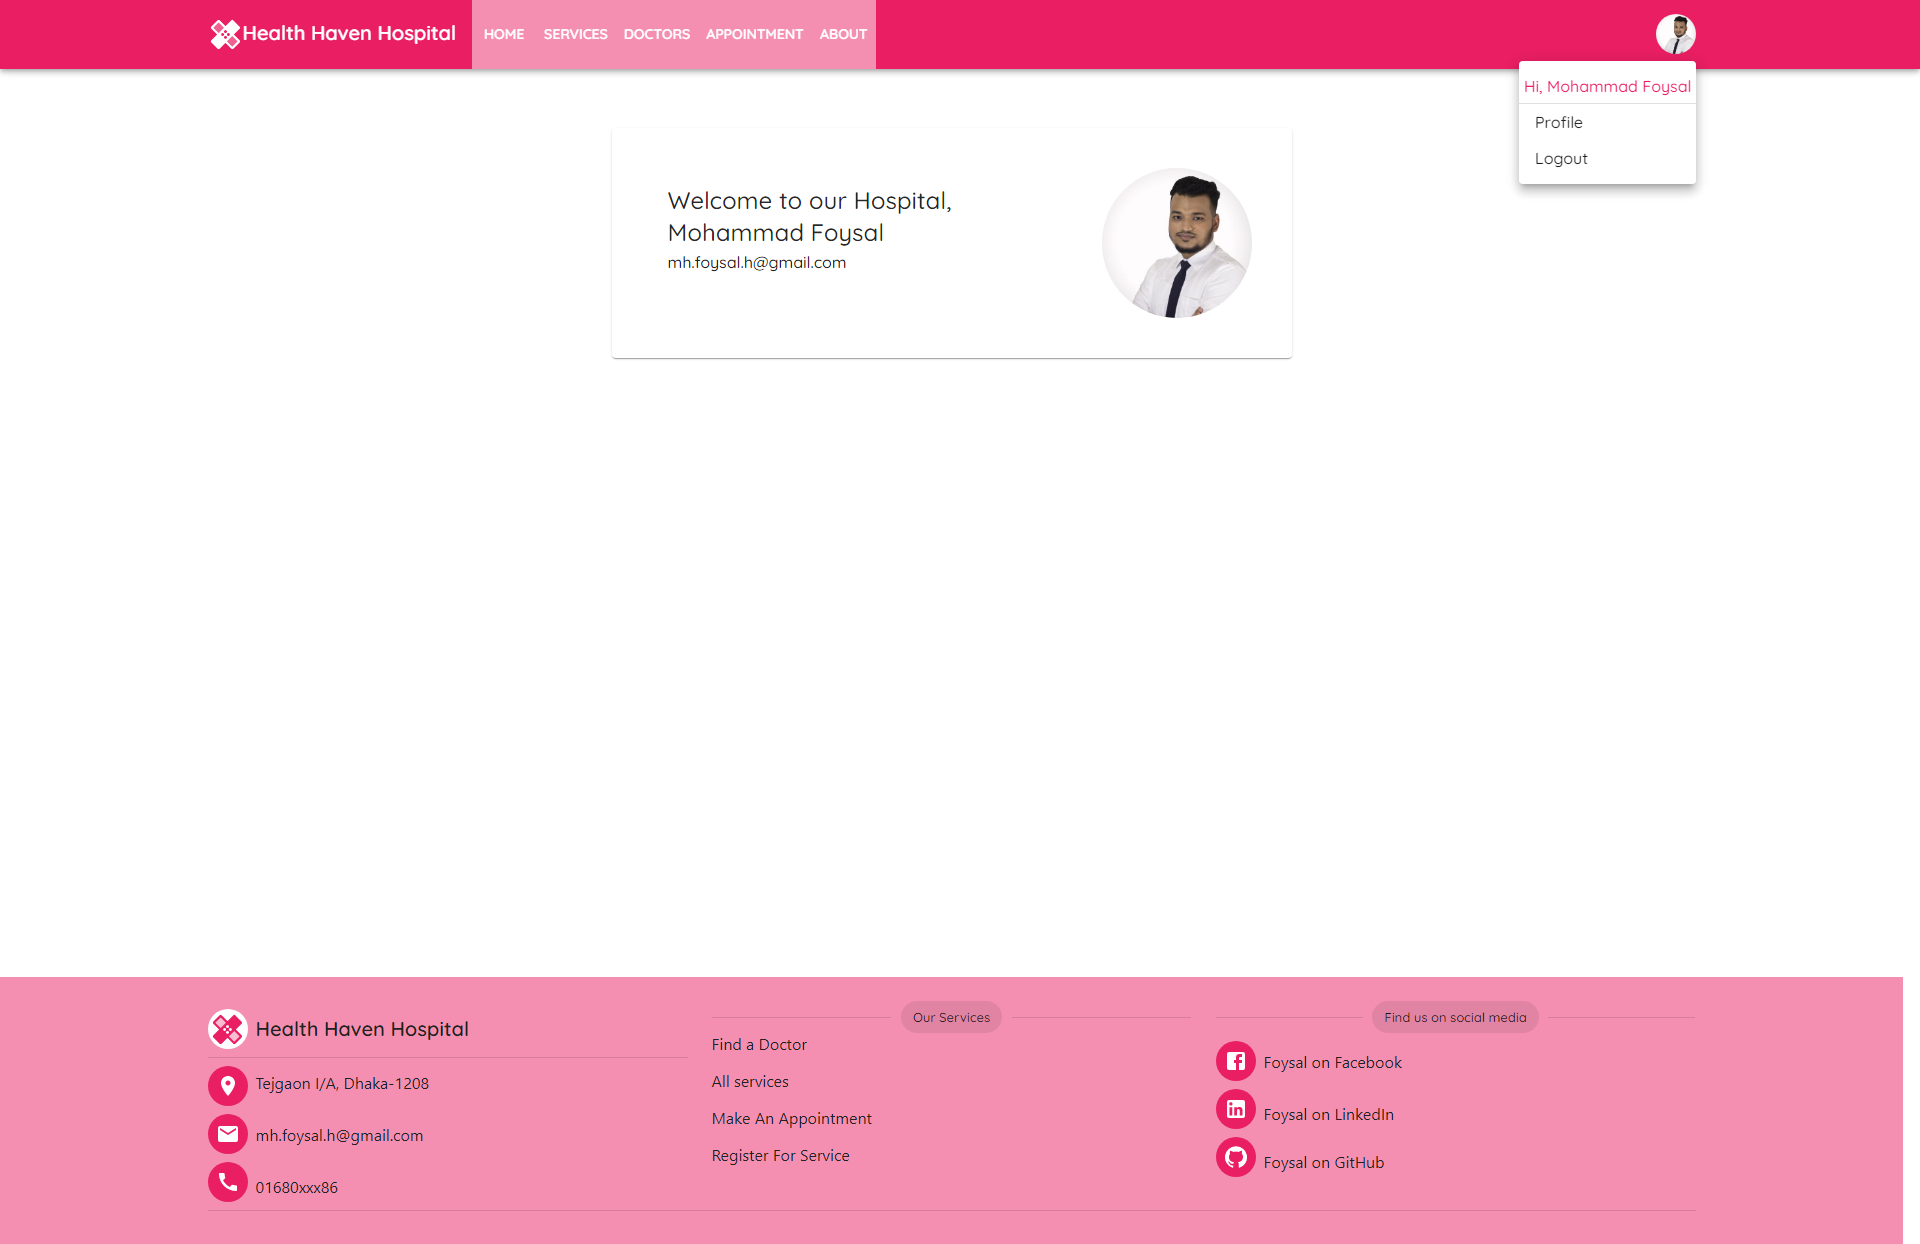 Health Haven Hospital
HOME SERVICES DOCTORS APPOINTMENT ABOUT
Hi, Mohammad Foysal
Profile
Logout
Welcome to our Hospital,
Mohammad Foysal
mh.foysal.h@gmail.com
Health Haven Hospital
Tejgaon I/A, Dhaka-1208
mh.foysal.h@gmail.com
01680xxx86
Our Services
Find a Doctor
All services
Make An Appointment
Register For Service
Find us on social media
Foysal on Facebook
Foysal on LinkedIn
Foysal on GitHub